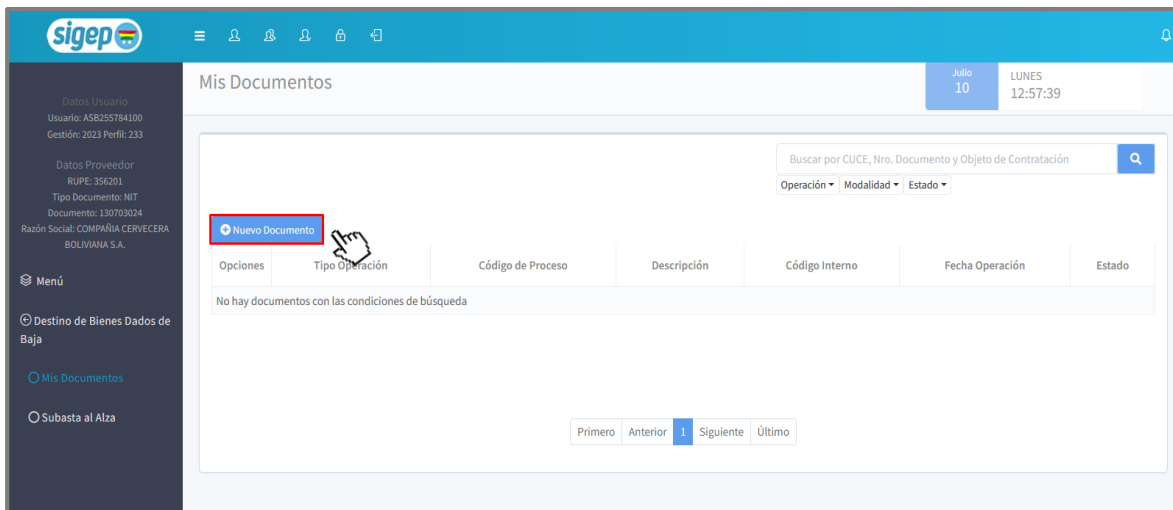 sigep
Mis Documentos
Julio
10
LUNES
12:57:39
Datos Usuario
Usuario: ASB255784100
Gestión: 2023 Perfil: 233
Datos Proveedor
RUPE: 356201
Tipo Documento: NIT
Documento: 130703024
Razón Social: COMPAÑIA CERVECERA
BOLIVIANA S.A.
Menú
Destino de Bienes Dados de
Baja
Mis Documentos
Subasta al Alza
Buscar por CUCE, Nro. Documento y Objeto de Contratación
Operación Modalidad Estado
Nuevo Documento
Opciones Tipo Operación Código de Proceso Descripción Código Interno Fecha Operación Estado
No hay documentos con las condiciones de búsqueda
Primero Anterior 1 Siguiente Último